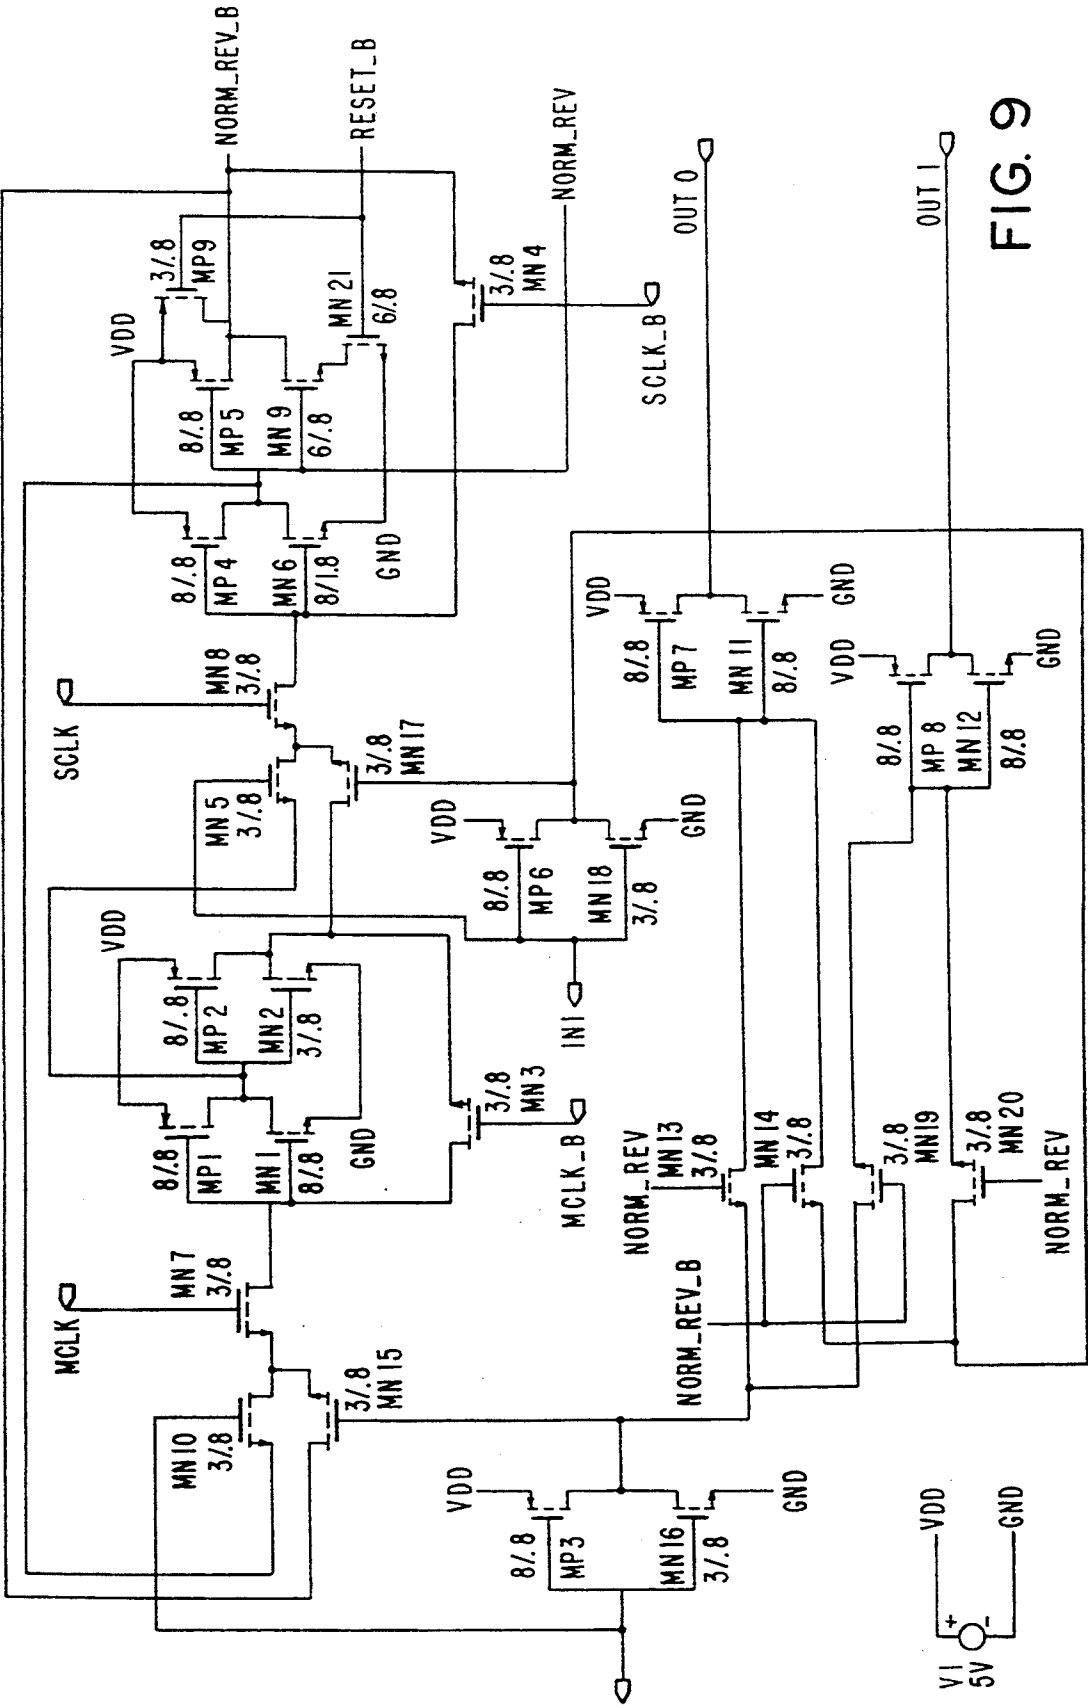 NORM_REV_B
RESET_B
NORM_REV
VDD
3/.8
MP9
8/.8
MP5
MN9
6/.8
MN21
6/.8
8/.8
MP4
MN6
8/1.8
GND
3/.8
MN4
SCLK_B
SCLK
MN8
3/.8
MN5
3/.8
3/.8
MN17
VDD
8/.8
MP2
MN2
3/.8
8/.8
MP1
MN1
8/.8
GND
3/.8
MN3
MCLK_B
MCLK
MN7
3/.8
MN10
3/.8
3/.8
MN15
VDD
8/.8
MP6
MN18
3/.8
GND
IN1
VDD
8/.8
MP3
MN16
3/.8
GND
OUT 0
VDD
8/.8
MP7
MN11
8/.8
GND
OUT 1
VDD
8/.8
MP8
MN12
8/.8
GND
NORM_REV
MN13
3/.8
MN14
3/.8
3/.8
MN19
3/.8
MN20
NORM_REV
NORM_REV_B
V1
5V
+
-
VDD
GND
FIG. 9